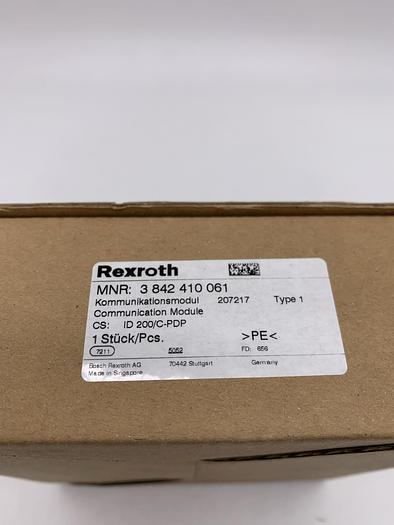 Rexroth
MNR: 3 842 410 061
Kommunikationsmodul 207217 Type 1
Communication Module
CS: ID 200/C-PDP
1 Stück/Pcs. >PE<
7211 5052 FD: 656
Bosch Rexroth AG 70442 Stuttgart Germany
Made in Singapore